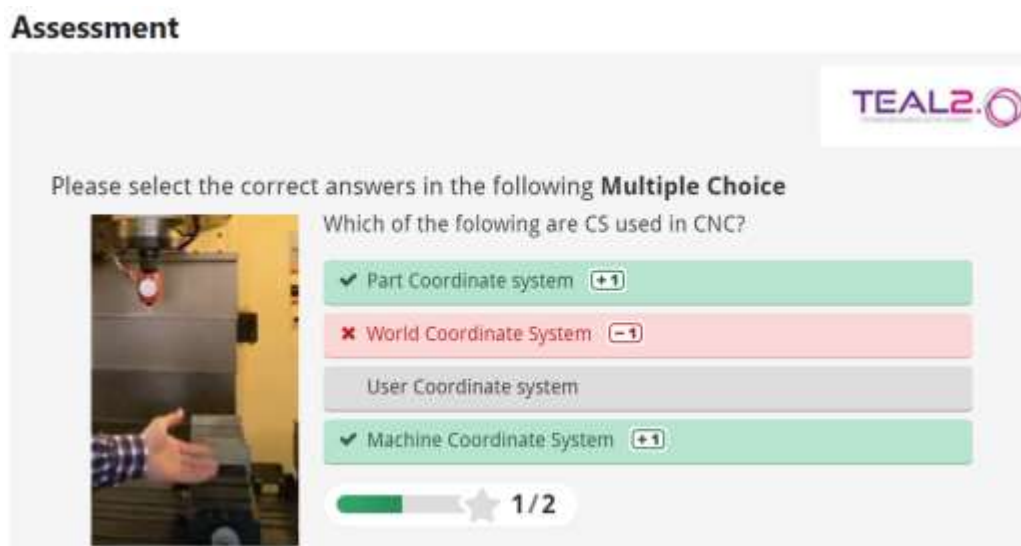 Assessment
TEAL2.
Please select the correct answers in the following Multiple Choice
Which of the folowing are CS used in CNC?
✔ Part Coordinate system +1
✖ World Coordinate System −1
User Coordinate system
✔ Machine Coordinate System +1
1/2